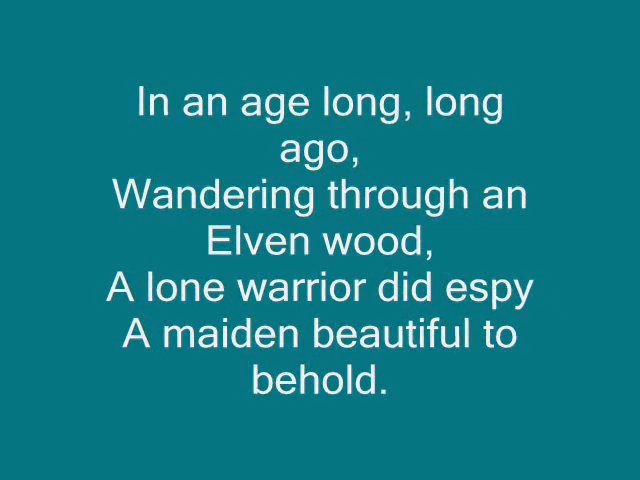 In an age long, long
ago,
Wandering through an
Elven wood,
A lone warrior did espy
A maiden beautiful to
behold.